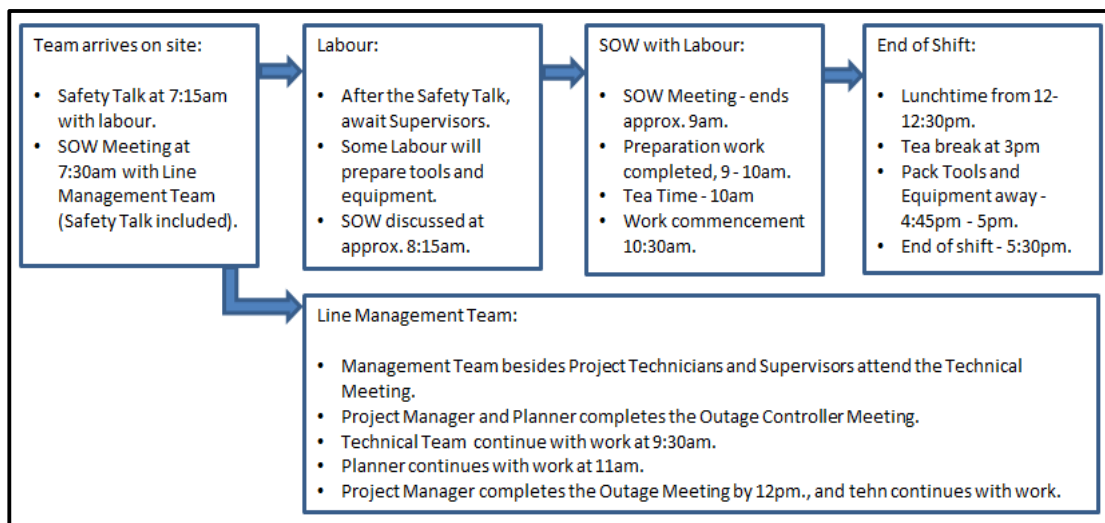 Team arrives on site:
• Safety Talk at 7:15am
with labour.
• SOW Meeting at
7:30am with Line
Management Team
(Safety Talk included).
Labour:
• After the Safety Talk,
await Supervisors.
• Some Labour will
prepare tools and
equipment.
• SOW discussed at
approx. 8:15am.
SOW with Labour:
• SOW Meeting - ends
approx. 9am.
• Preparation work
completed, 9 - 10am.
• Tea Time - 10am
• Work commencement
10:30am.
End of Shift:
• Lunchtime from 12-
12:30pm.
• Tea break at 3pm
• Pack Tools and
Equipment away -
4:45pm - 5pm.
• End of shift - 5:30pm.
Line Management Team:
• Management Team besides Project Technicians and Supervisors attend the Technical
Meeting.
• Project Manager and Planner completes the Outage Controller Meeting.
• Technical Team continue with work at 9:30am.
• Planner continues with work at 11am.
• Project Manager completes the Outage Meeting by 12pm., and tehn continues with work.